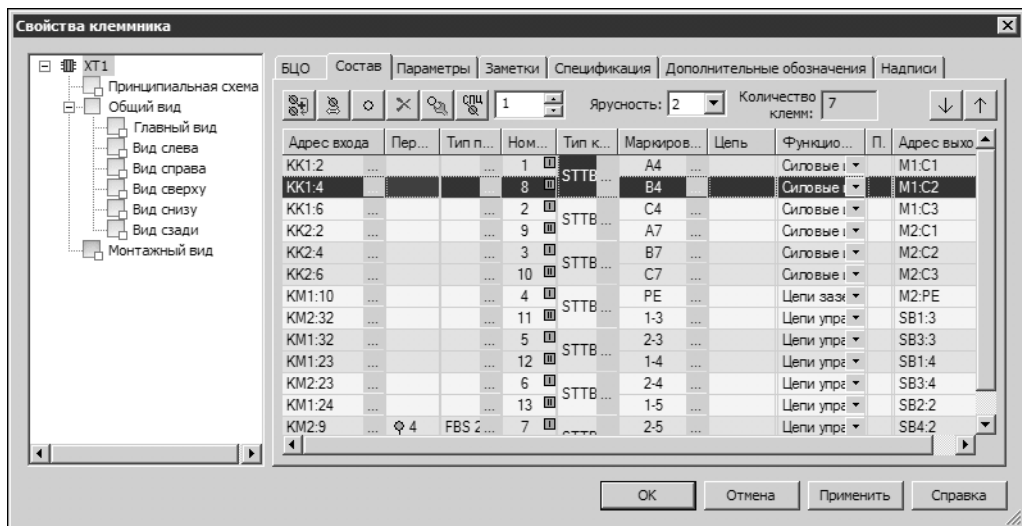 Свойства клеммника
XT1
Принципиальная схема
Общий вид
Главный вид
Вид слева
Вид справа
Вид сверху
Вид снизу
Вид сзади
Монтажный вид
БЦО Состав Параметры Заметки Спецификация Дополнительные обозначения Надписи
СПЦ 1 Ярусность: 2 Количество клемм: 7
Адрес входа Пер... Тип п... Ном... Тип к... Маркиров... Цепь Функцио... П. Адрес выхо
KK1:2 ... ... 1 I STTB... A4 ... Силовые M1:C1
KK1:4 ... ... 8 II B4 ... Силовые M1:C2
KK1:6 ... ... 2 I STTB... C4 ... Силовые M1:C3
KK2:2 ... ... 9 II A7 ... Силовые M2:C1
KK2:4 ... ... 3 I STTB... B7 ... Силовые M2:C2
KK2:6 ... ... 10 II C7 ... Силовые M2:C3
KM1:10 ... ... 4 I STTB... PE ... Цепи зазе M2:PE
KM2:32 ... ... 11 II 1-3 ... Цепи упра SB1:3
KM1:32 ... ... 5 I STTB... 2-3 ... Цепи упра SB3:3
KM1:23 ... ... 12 II 1-4 ... Цепи упра SB1:4
KM2:23 ... ... 6 I STTB... 2-4 ... Цепи упра SB3:4
KM1:24 ... ... 13 II 1-5 ... Цепи упра SB2:2
KM2:9 ... 4 FBS 2... 7 I 2-5 ... Цепи упра SB4:2
OK Отмена Применить Справка